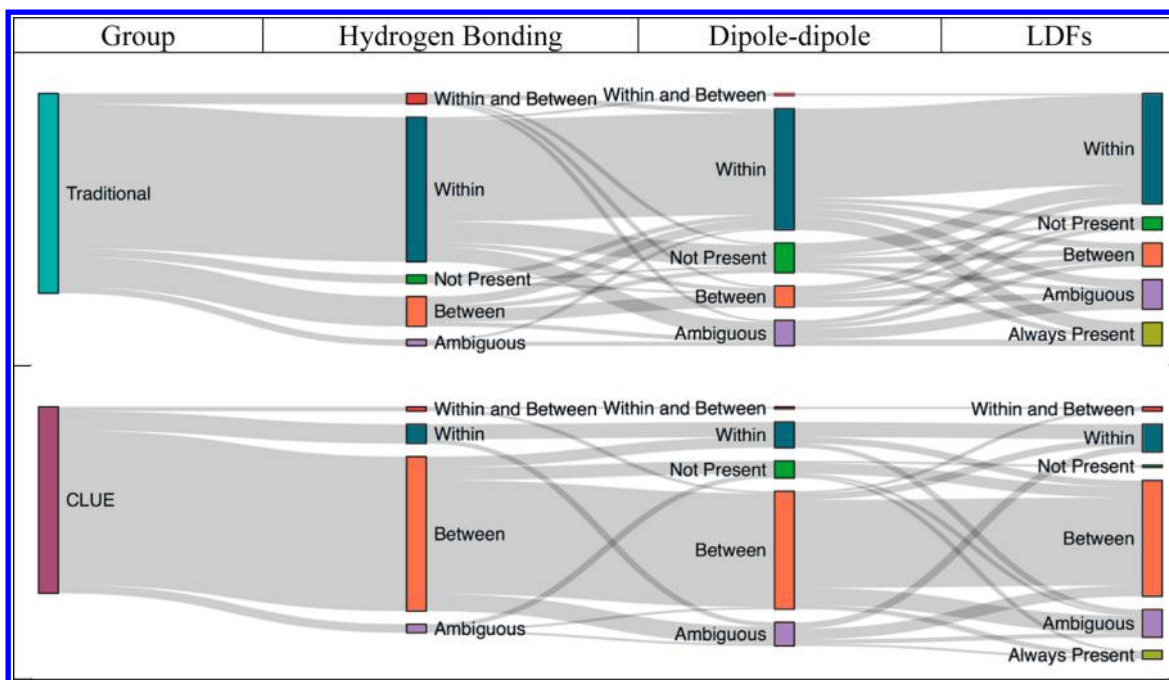 Group Hydrogen Bonding Dipole-dipole LDFs
Within and Between Within and Between
Within
Within
Traditional Within
Not Present
Not Present
Between
Not Present
Between
Between
Ambiguous
Ambiguous
Ambiguous
Always Present
Within and Between Within and Between Within and Between
Within Within Within
Not Present Not Present
CLUE
Between
Between
Between
Ambiguous
Ambiguous
Ambiguous
Always Present